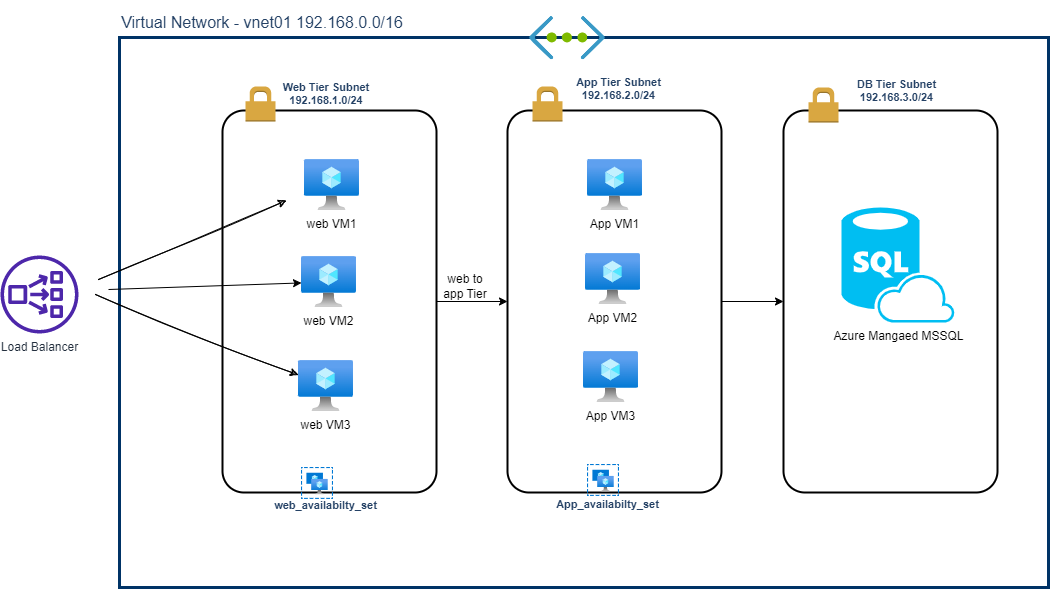 Virtual Network - vnet01 192.168.0.0/16
Web Tier Subnet
192.168.1.0/24
App Tier Subnet
192.168.2.0/24
DB Tier Subnet
192.168.3.0/24
web VM1
web VM2
web VM3
web_availabilty_set
web to
app Tier
App VM1
App VM2
App VM3
App_availabilty_set
SQL
Azure Mangaed MSSQL
Load Balancer